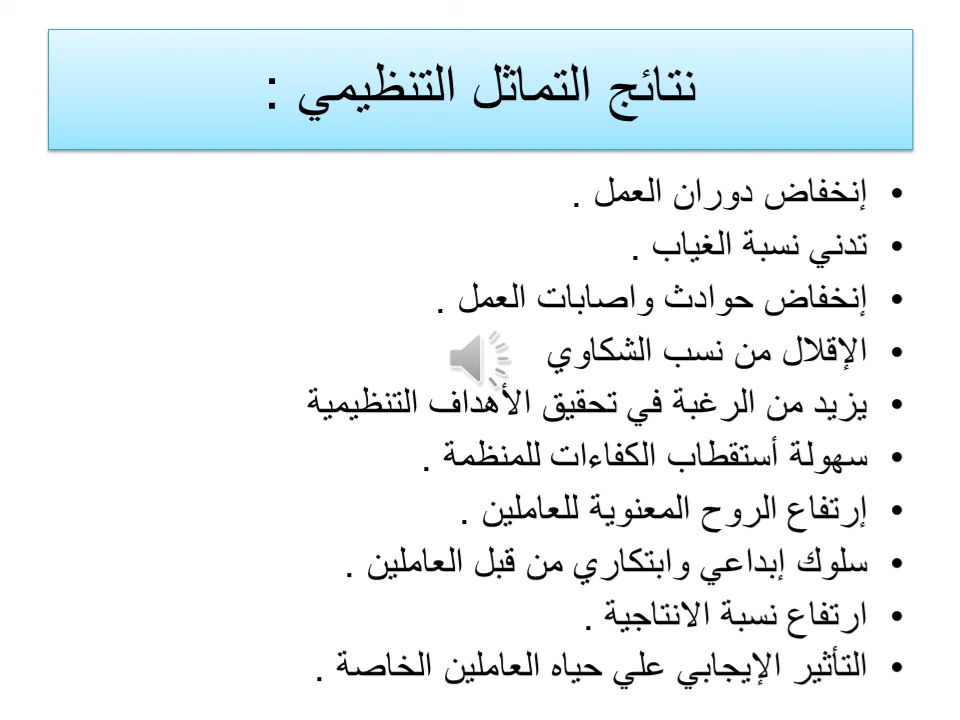 نتائج التماثل التنظيمي :
• إنخفاض دوران العمل .
• تدني نسبة الغياب .
• إنخفاض حوادث واصابات العمل .
• الإقلال من نسب الشكاوي
• يزيد من الرغبة في تحقيق الأهداف التنظيمية
• سهولة أستقطاب الكفاءات للمنظمة .
• إرتفاع الروح المعنوية للعاملين .
• سلوك إبداعي وابتكاري من قبل العاملين .
• ارتفاع نسبة الانتاجية .
• التأثير الإيجابي علي حياه العاملين الخاصة .